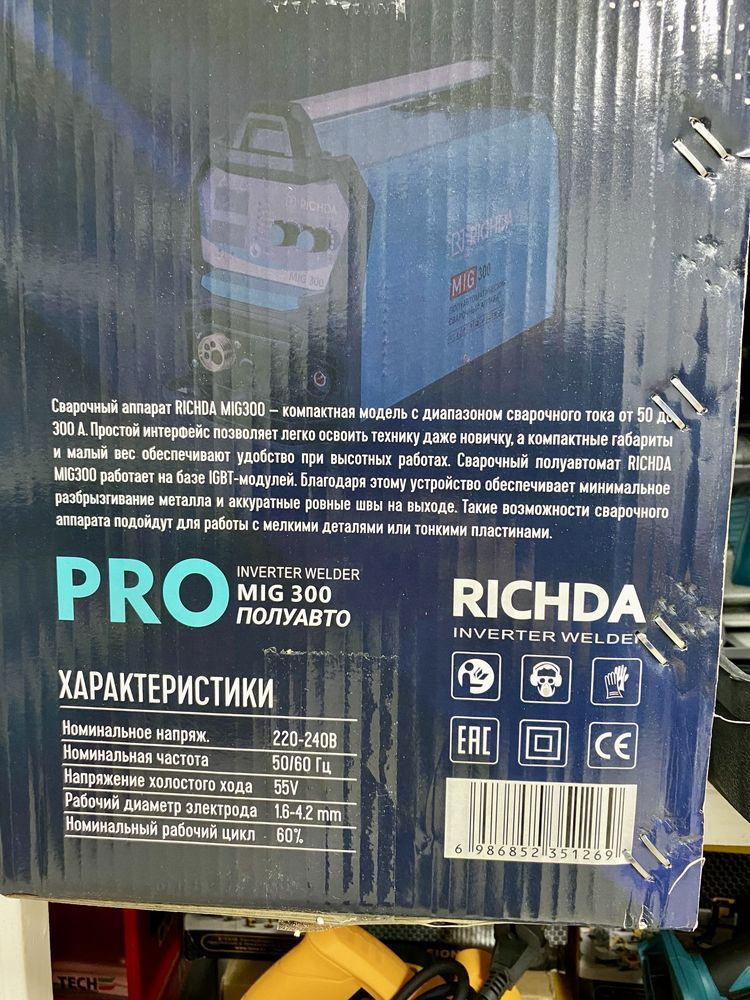 RICHDA
MIG 300
RICHDA
MIG 300
Сварочный аппарат RICHDA MIG300 – компактная модель с диапазоном сварочного тока от 50 до
300 А. Простой интерфейс позволяет легко освоить технику даже новичку, а компактные габариты
и малый вес обеспечивают удобство при высотных работах. Сварочный полуавтомат RICHDA
MIG300 работает на базе IGBT-модулей. Благодаря этому устройство обеспечивает минимальное
разбрызгивание металла и аккуратные ровные швы на выходе. Такие возможности сварочного
аппарата подойдут для работы с мелкими деталями или тонкими пластинами.
PRO
INVERTER WELDER
MIG 300
ПОЛУАВТО
RICHDA
INVERTER WELDER
ХАРАКТЕРИСТИКИ
Номинальное напряж. 220-240В
Номинальная частота 50/60 Гц
Напряжение холостого хода 55V
Рабочий диаметр злектрода 1.6-4.2 mm
Номинальный рабочий цикл 60%
EAC
CE
6 986852 351269
TECH